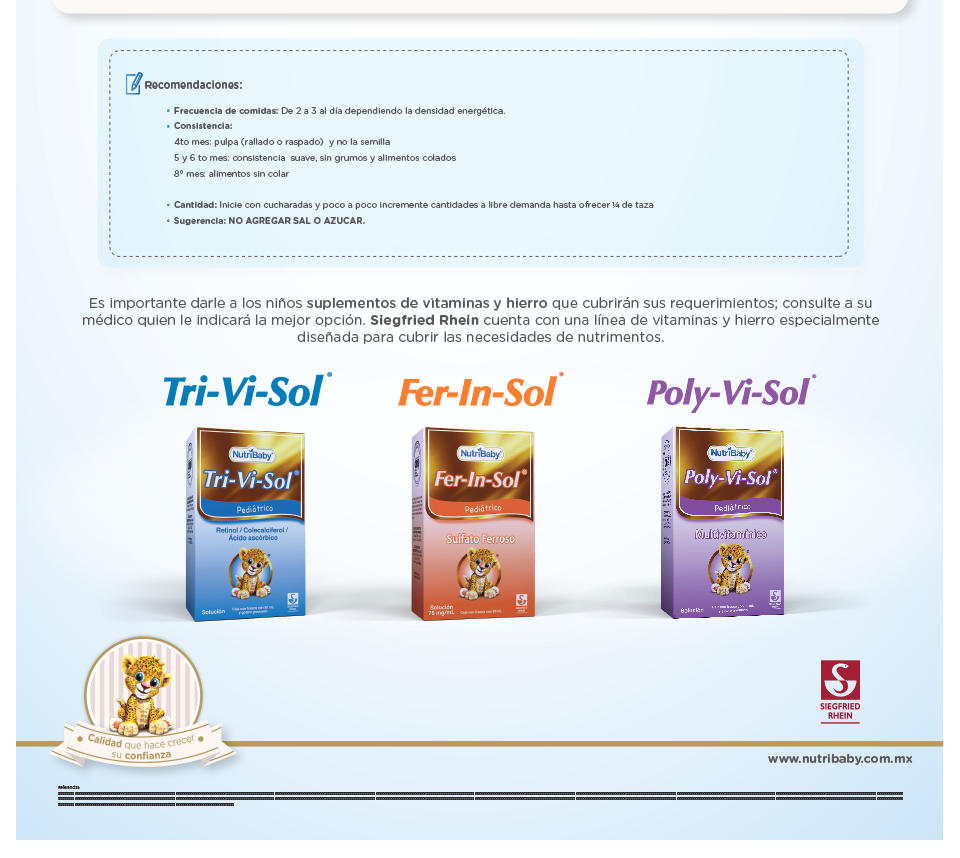 Recomendaciones:
• Frecuencia de comidas: De 2 a 3 al día dependiendo la densidad energética.
• Consistencia:
4to mes: pulpa (rallado o raspado) y no la semilla
5 y 6 to mes: consistencia suave, sin grumos y alimentos colados
8º mes: alimentos sin colar
• Cantidad: Inicie con cucharadas y poco a poco incremente cantidades a libre demanda hasta ofrecer ¼ de taza
• Sugerencia: NO AGREGAR SAL O AZUCAR.
Es importante darle a los niños suplementos de vitaminas y hierro que cubrirán sus requerimientos; consulte a su
médico quien le indicará la mejor opción. Siegfried Rhein cuenta con una línea de vitaminas y hierro especialmente
diseñada para cubrir las necesidades de nutrimentos.
Tri-Vi-Sol®
Fer-In-Sol®
Poly-Vi-Sol®
NutriBaby
Tri-Vi-Sol®
Pediátrico
Retinol / Colecalciferol /
Ácido ascórbico
Solución
NutriBaby
Fer-In-Sol®
Pediátrico
Sulfato Ferroso
Solución
75 mg/mL
NutriBaby
Poly-Vi-Sol®
Pediátrico
Multivitamínico
Solución
SIEGFRIED
RHEIN
Calidad que hace crecer
su confianza
www.nutribaby.com.mx
Referencias